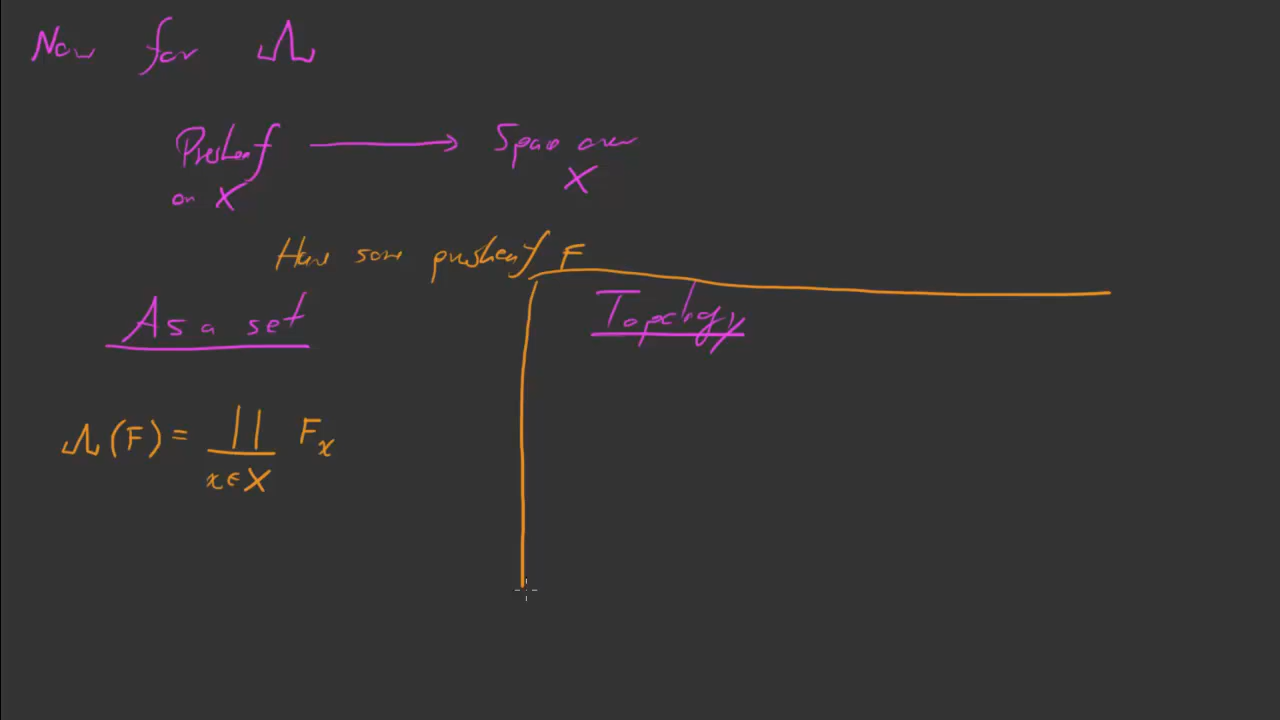 Now for Λ
Presheaf ⟶ Space over
on X X
Have some presheaf F
As a set
Topology
Λ(F) = ∐ F_x
x∈X